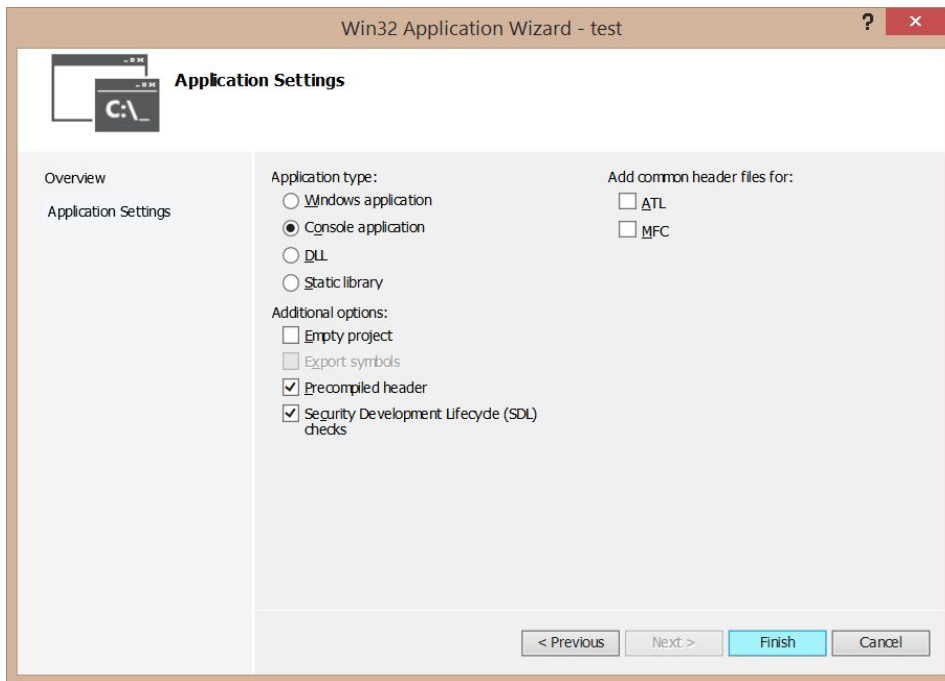 Win32 Application Wizard - test
?
C:\_
Application Settings
Overview
Application Settings
Application type:
Windows application
Console application
DLL
Static library
Additional options:
Empty project
Export symbols
Precompiled header
Security Development Lifecycle (SDL)
checks
Add common header files for:
ATL
MFC
< Previous
Next >
Finish
Cancel